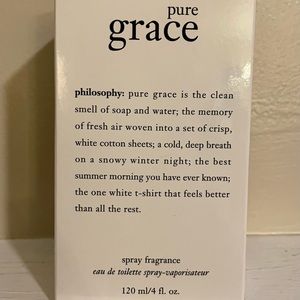 pure
grace
philosophy: pure grace is the clean
smell of soap and water; the memory
of fresh air woven into a set of crisp,
white cotton sheets; a cold, deep breath
on a snowy winter night; the best
summer morning you have ever known;
the one white t-shirt that feels better
than all the rest.
spray fragrance
eau de toilette spray-vaporisateur
120 ml/4 fl. oz.